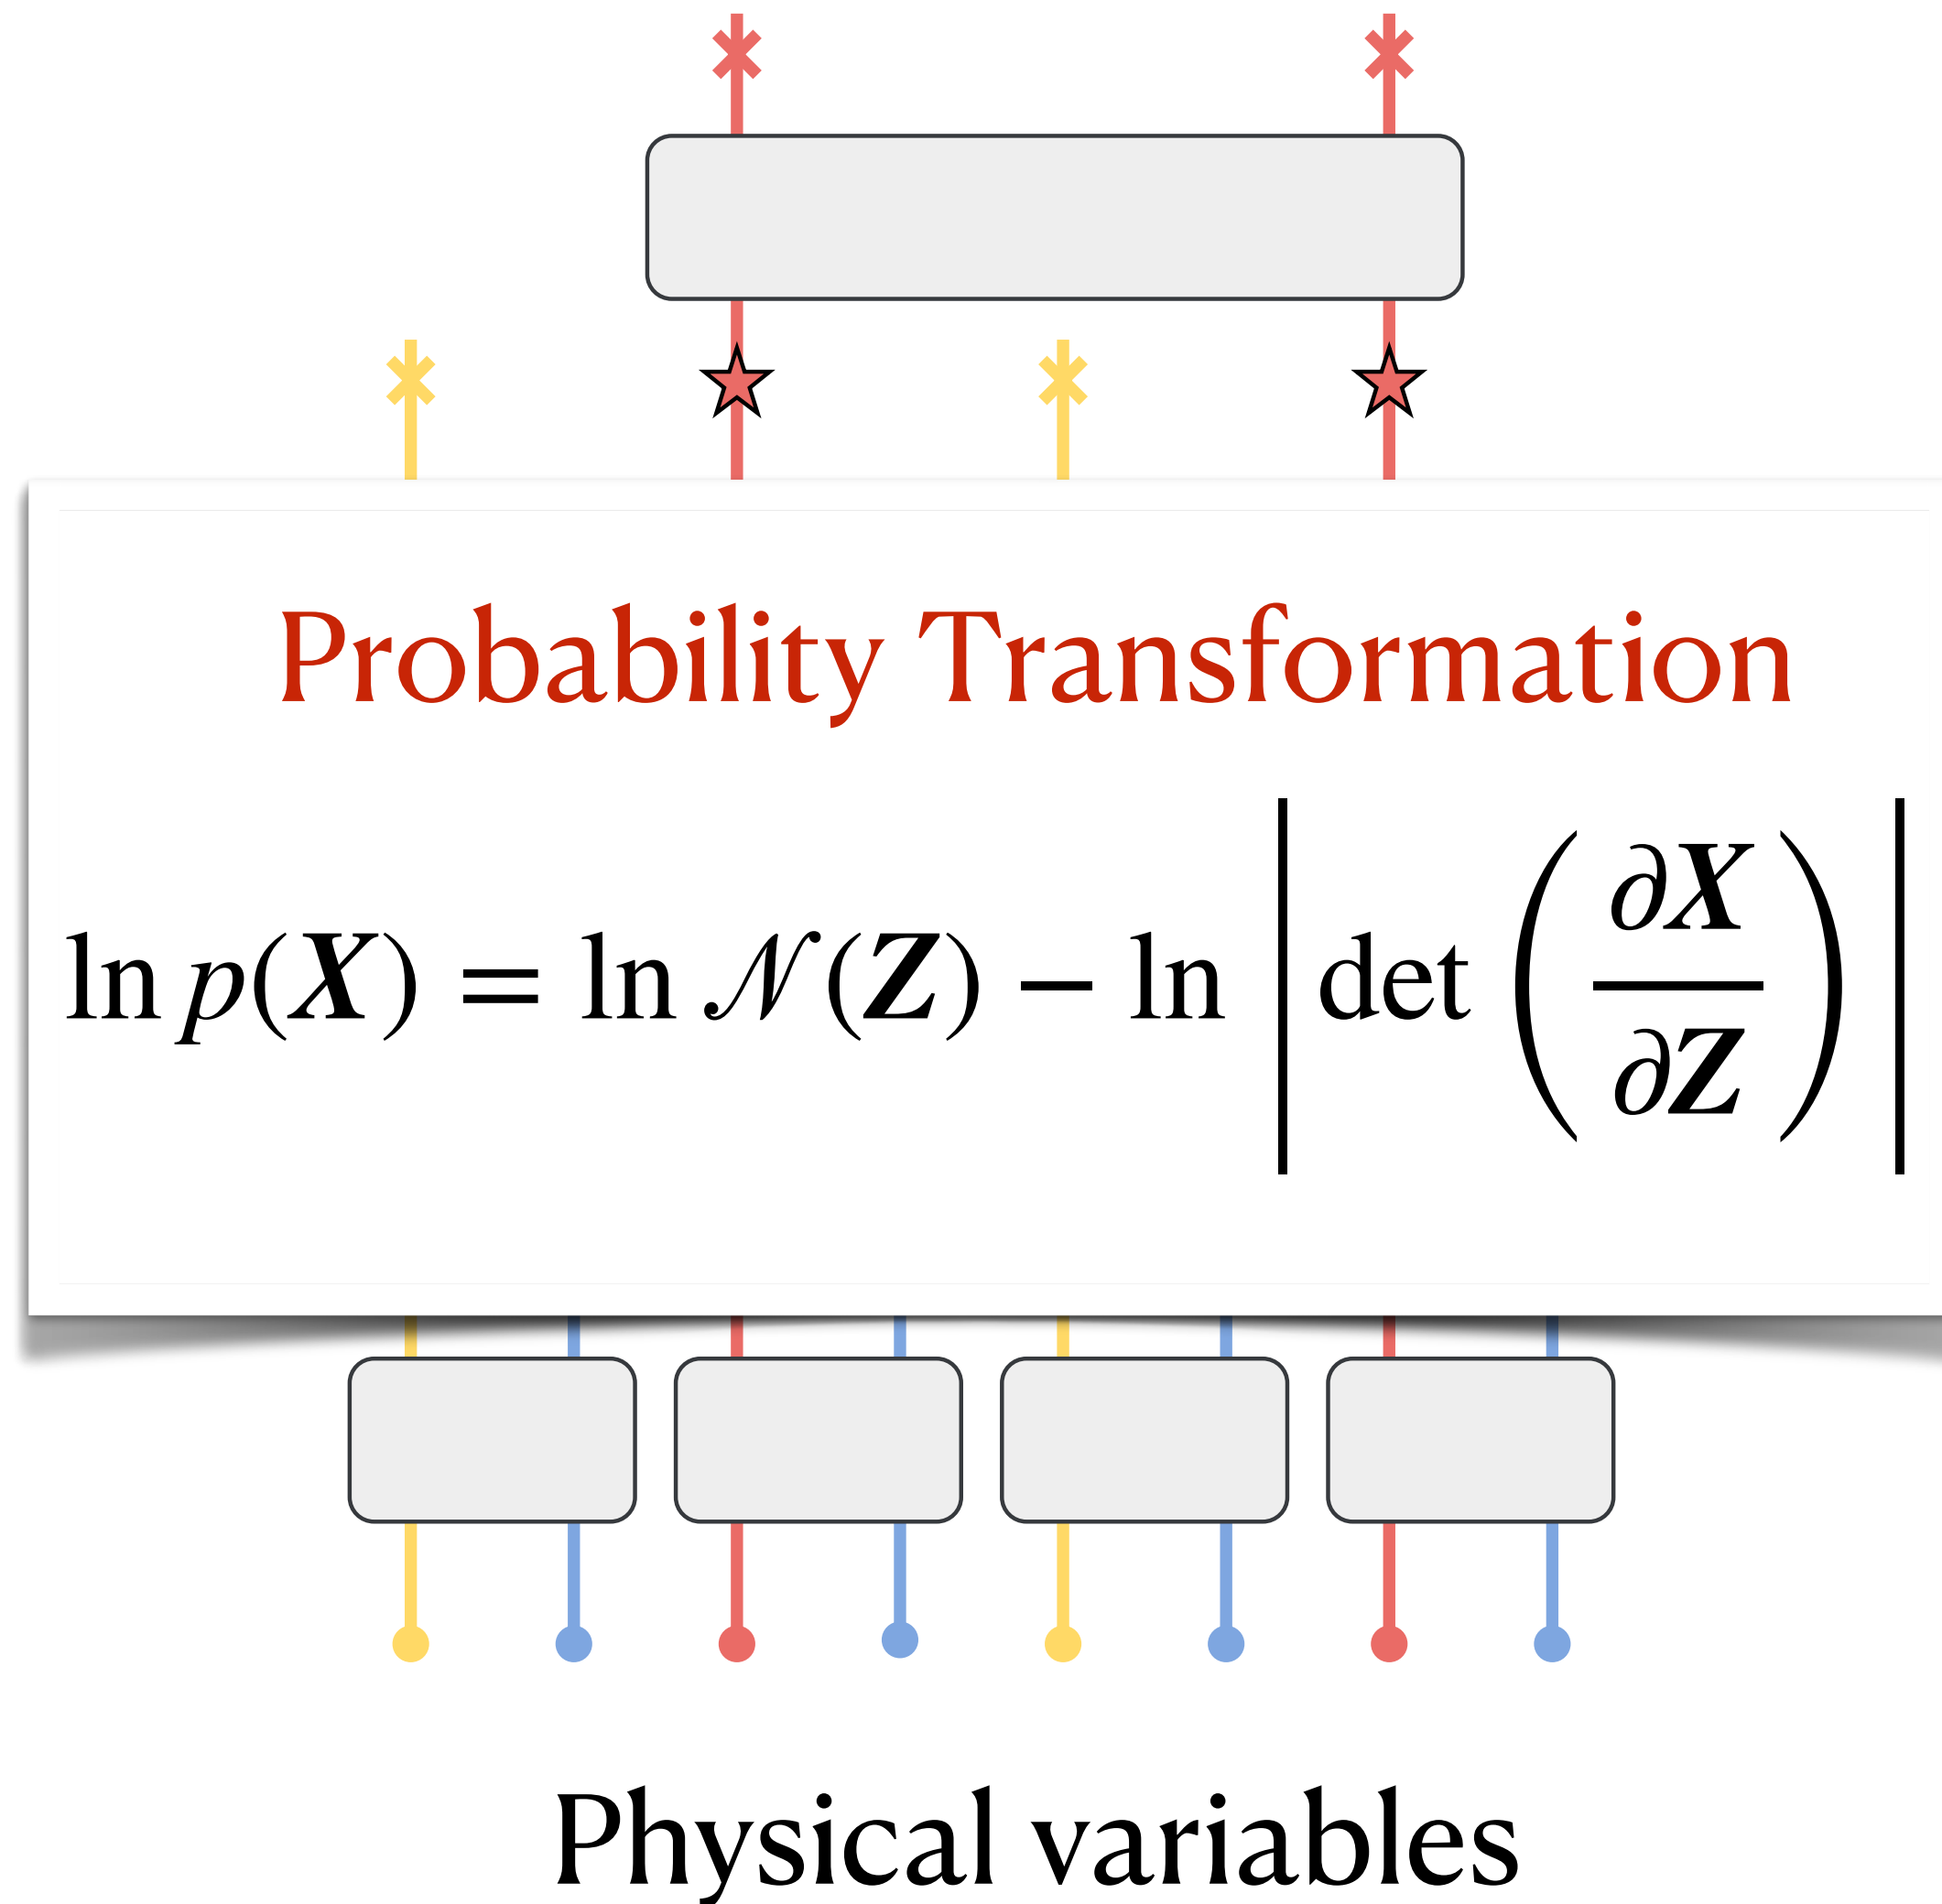 Probability Transformation
ln p(X) = ln 𝒩(Z) − ln | det ( ∂X / ∂Z ) |
Physical variables